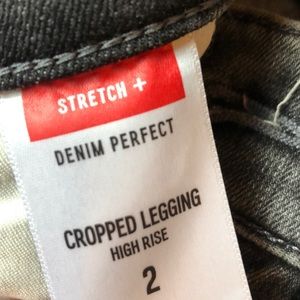 STRETCH +
DENIM PERFECT
CROPPED LEGGING
HIGH RISE
2